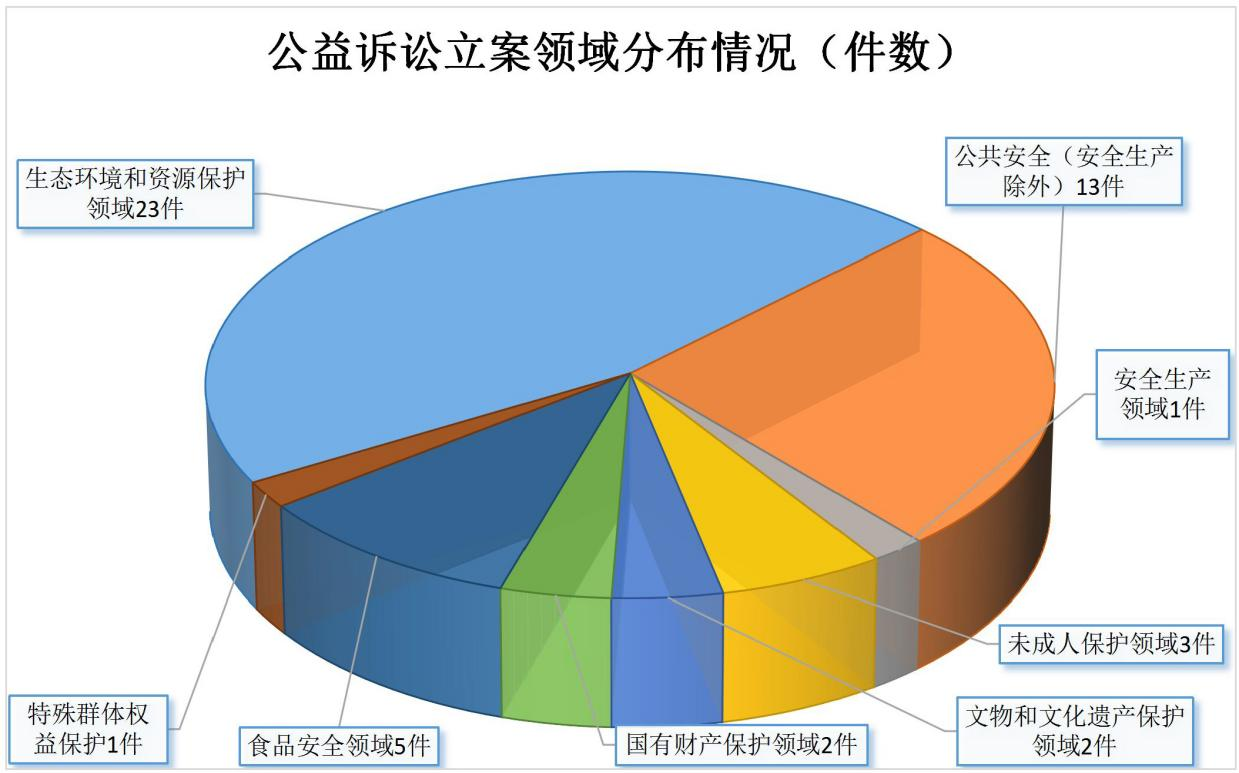 公益诉讼立案领域分布情况（件数）
生态环境和资源保护
领域23件
公共安全（安全生产
除外）13件
安全生产
领域1件
未成人保护领域3件
文物和文化遗产保护
领域2件
国有财产保护领域2件
食品安全领域5件
特殊群体权
益保护1件